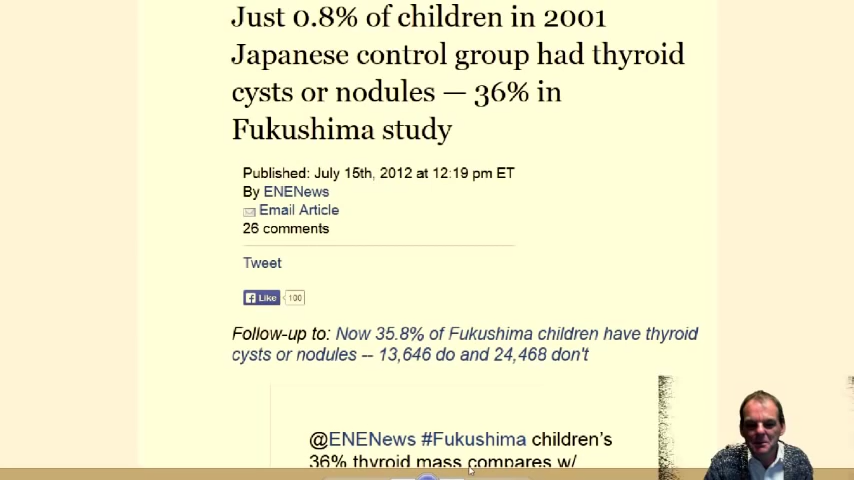 Just 0.8% of children in 2001
Japanese control group had thyroid
cysts or nodules — 36% in
Fukushima study
Published: July 15th, 2012 at 12:19 pm ET
By ENENews
Email Article
26 comments
Tweet
Like 100
Follow-up to: Now 35.8% of Fukushima children have thyroid
cysts or nodules -- 13,646 do and 24,468 don't
@ENENews #Fukushima children's
36% thyroid mass compares w/